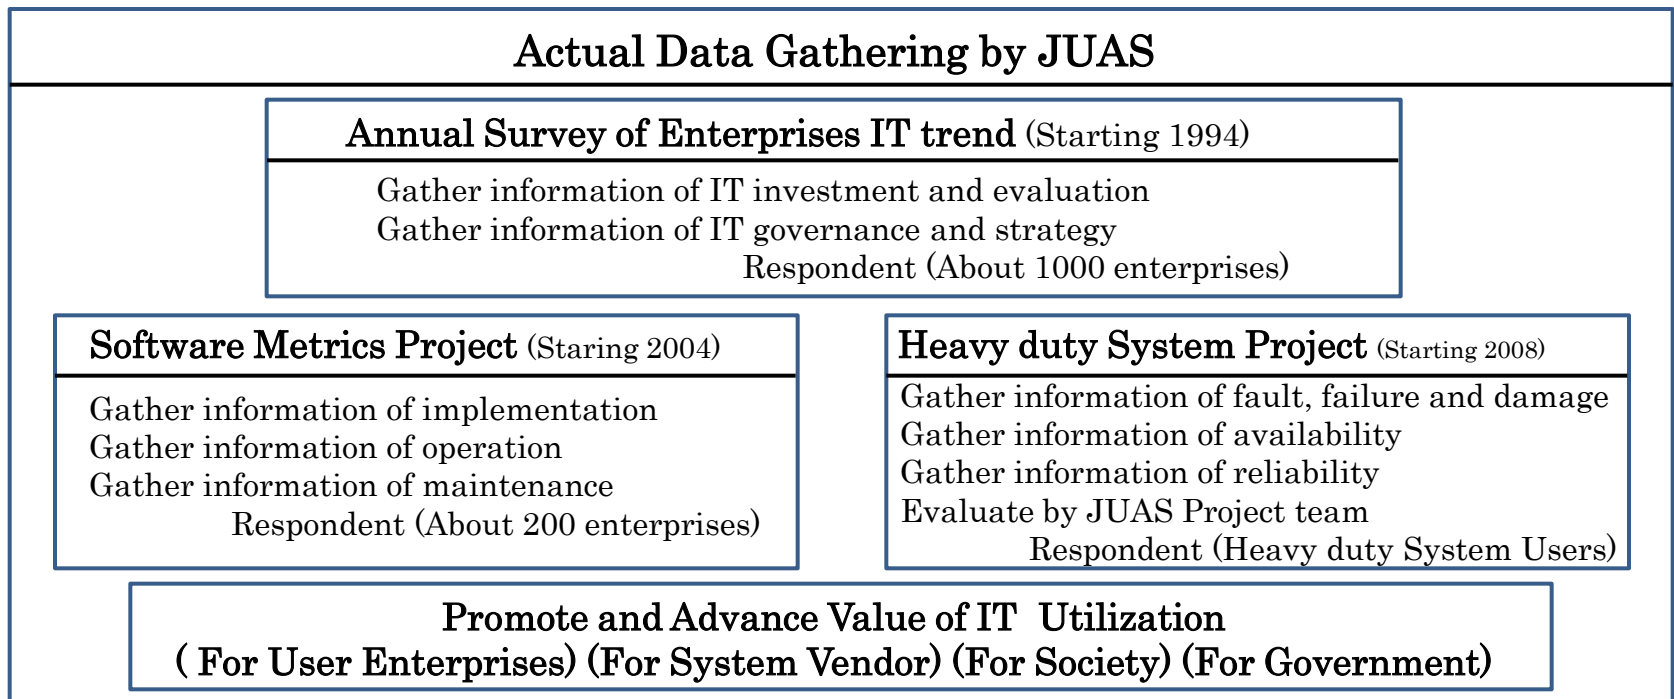 Actual Data Gathering by JUAS
Annual Survey of Enterprises IT trend (Starting 1994)
Gather information of IT investment and evaluation
Gather information of IT governance and strategy
Respondent (About 1000 enterprises)
Software Metrics Project (Staring 2004)
Gather information of implementation
Gather information of operation
Gather information of maintenance
Respondent (About 200 enterprises)
Heavy duty System Project (Starting 2008)
Gather information of fault, failure and damage
Gather information of availability
Gather information of reliability
Evaluate by JUAS Project team
Respondent (Heavy duty System Users)
Promote and Advance Value of IT Utilization
( For User Enterprises) (For System Vendor) (For Society) (For Government)